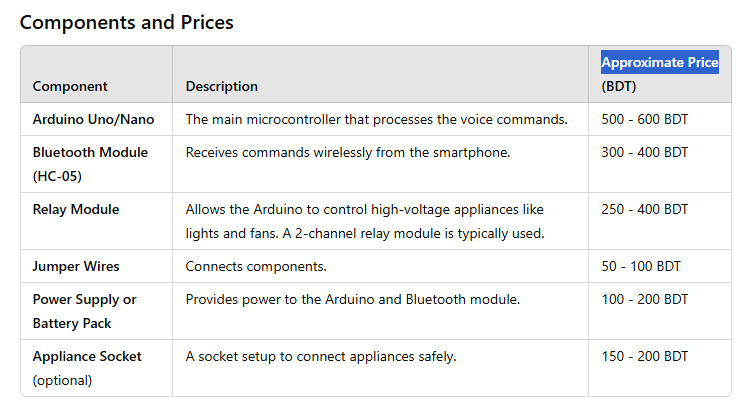 Components and Prices
Component Description Approximate Price
(BDT)
Arduino Uno/Nano The main microcontroller that processes the voice commands. 500 - 600 BDT
Bluetooth Module Receives commands wirelessly from the smartphone. 300 - 400 BDT
(HC-05)
Relay Module Allows the Arduino to control high-voltage appliances like 250 - 400 BDT
lights and fans. A 2-channel relay module is typically used.
Jumper Wires Connects components. 50 - 100 BDT
Power Supply or Provides power to the Arduino and Bluetooth module. 100 - 200 BDT
Battery Pack
Appliance Socket A socket setup to connect appliances safely. 150 - 200 BDT
(optional)